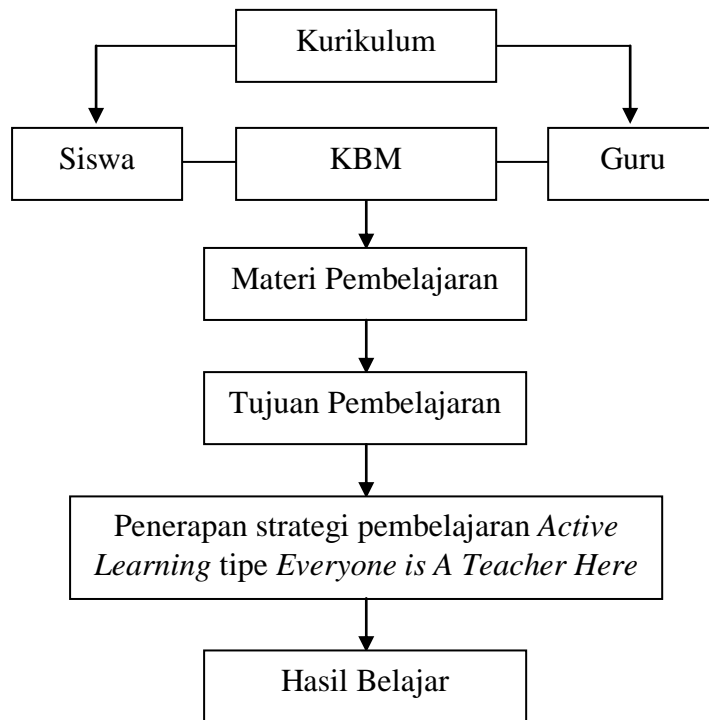 Kurikulum
Siswa
KBM
Guru
Materi Pembelajaran
Tujuan Pembelajaran
Penerapan strategi pembelajaran Active
Learning tipe Everyone is A Teacher Here
Hasil Belajar